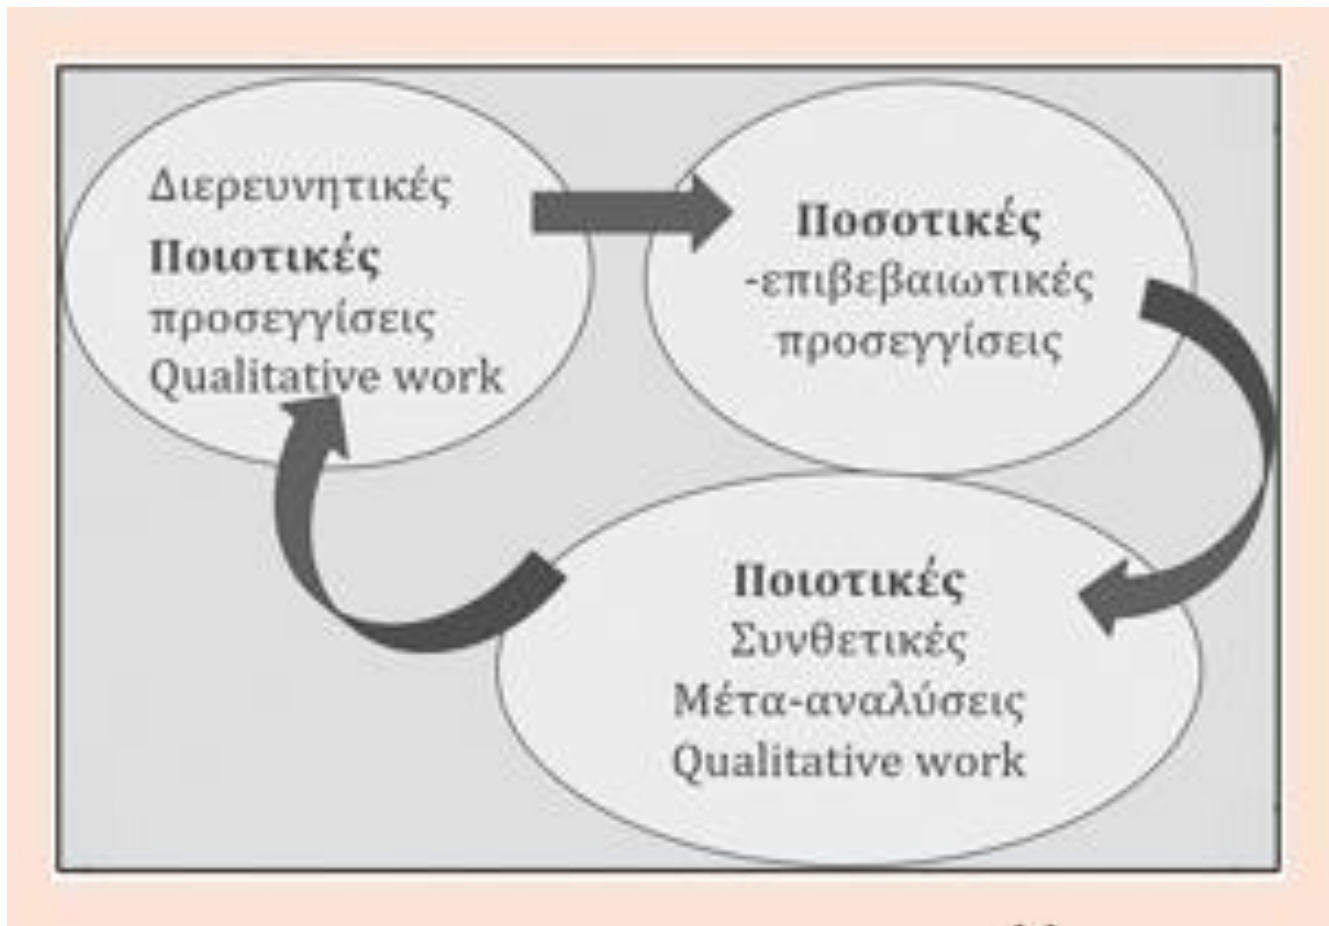 Διερευνητικές
Ποιοτικές
προσεγγίσεις
Qualitative work
Ποσοτικές
-επιβεβαιωτικές
προσεγγίσεις
Ποιοτικές
Συνθετικές
Μέτα-αναλύσεις
Qualitative work